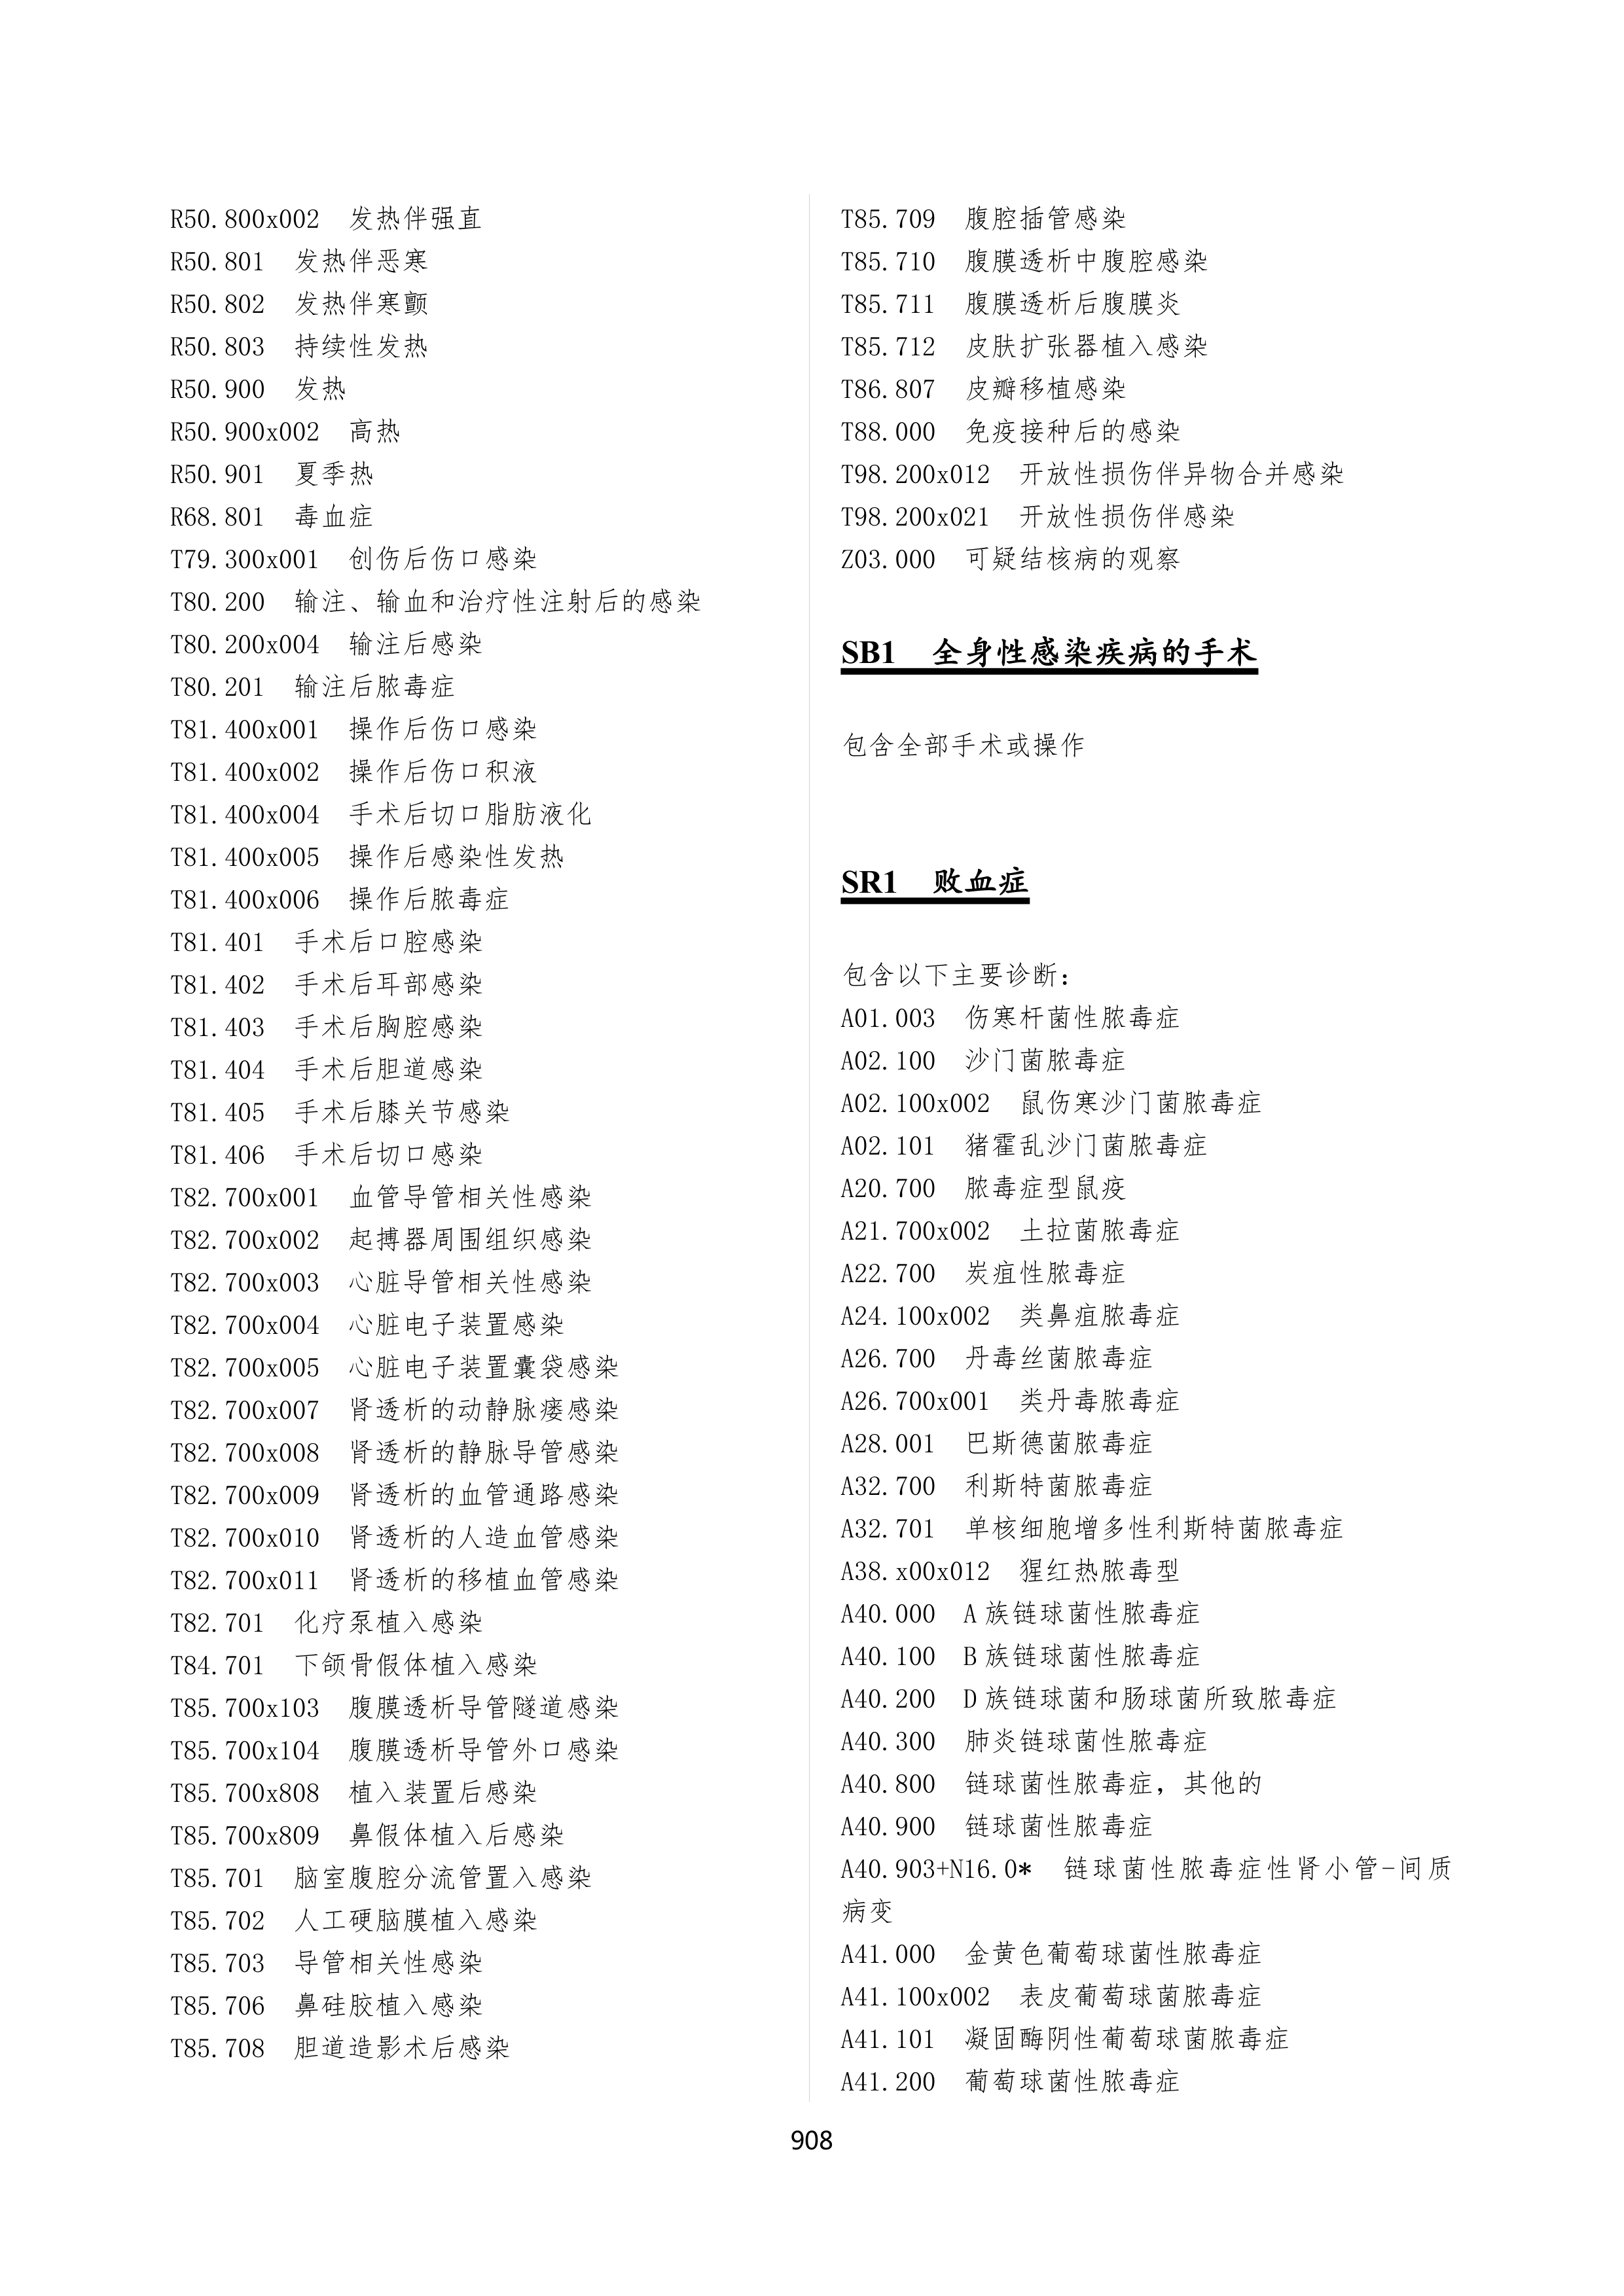 R50.800x002 发热伴强直
R50.801 发热伴恶寒
R50.802 发热伴寒颤
R50.803 持续性发热
R50.900 发热
R50.900x002 高热
R50.901 夏季热
R68.801 毒血症
T79.300x001 创伤后伤口感染
T80.200 输注、输血和治疗性注射后的感染
T80.200x004 输注后感染
T80.201 输注后脓毒症
T81.400x001 操作后伤口感染
T81.400x002 操作后伤口积液
T81.400x004 手术后切口脂肪液化
T81.400x005 操作后感染性发热
T81.400x006 操作后脓毒症
T81.401 手术后口腔感染
T81.402 手术后耳部感染
T81.403 手术后胸腔感染
T81.404 手术后胆道感染
T81.405 手术后膝关节感染
T81.406 手术后切口感染
T82.700x001 血管导管相关性感染
T82.700x002 起搏器周围组织感染
T82.700x003 心脏导管相关性感染
T82.700x004 心脏电子装置感染
T82.700x005 心脏电子装置囊袋感染
T82.700x007 肾透析的动静脉瘘感染
T82.700x008 肾透析的静脉导管感染
T82.700x009 肾透析的血管通路感染
T82.700x010 肾透析的人造血管感染
T82.700x011 肾透析的移植血管感染
T82.701 化疗泵植入感染
T84.701 下颌骨假体植入感染
T85.700x103 腹膜透析导管隧道感染
T85.700x104 腹膜透析导管外口感染
T85.700x808 植入装置后感染
T85.700x809 鼻假体植入后感染
T85.701 脑室腹腔分流管置入感染
T85.702 人工硬脑膜植入感染
T85.703 导管相关性感染
T85.706 鼻硅胶植入感染
T85.708 胆道造影术后感染
T85.709 腹腔插管感染
T85.710 腹膜透析中腹腔感染
T85.711 腹膜透析后腹膜炎
T85.712 皮肤扩张器植入感染
T86.807 皮瓣移植感染
T88.000 免疫接种后的感染
T98.200x012 开放性损伤伴异物合并感染
T98.200x021 开放性损伤伴感染
Z03.000 可疑结核病的观察
SB1 全身性感染疾病的手术
包含全部手术或操作
SR1 败血症
包含以下主要诊断：
A01.003 伤寒杆菌性脓毒症
A02.100 沙门菌脓毒症
A02.100x002 鼠伤寒沙门菌脓毒症
A02.101 猪霍乱沙门菌脓毒症
A20.700 脓毒症型鼠疫
A21.700x002 土拉菌脓毒症
A22.700 炭疽性脓毒症
A24.100x002 类鼻疽脓毒症
A26.700 丹毒丝菌脓毒症
A26.700x001 类丹毒脓毒症
A28.001 巴斯德菌脓毒症
A32.700 利斯特菌脓毒症
A32.701 单核细胞增多性利斯特菌脓毒症
A38.x00x012 猩红热脓毒型
A40.000 A 族链球菌性脓毒症
A40.100 B 族链球菌性脓毒症
A40.200 D 族链球菌和肠球菌所致脓毒症
A40.300 肺炎链球菌性脓毒症
A40.800 链球菌性脓毒症，其他的
A40.900 链球菌性脓毒症
A40.903+N16.0* 链球菌性脓毒症性肾小管-间质
病变
A41.000 金黄色葡萄球菌性脓毒症
A41.100x002 表皮葡萄球菌脓毒症
A41.101 凝固酶阴性葡萄球菌脓毒症
A41.200 葡萄球菌性脓毒症
908